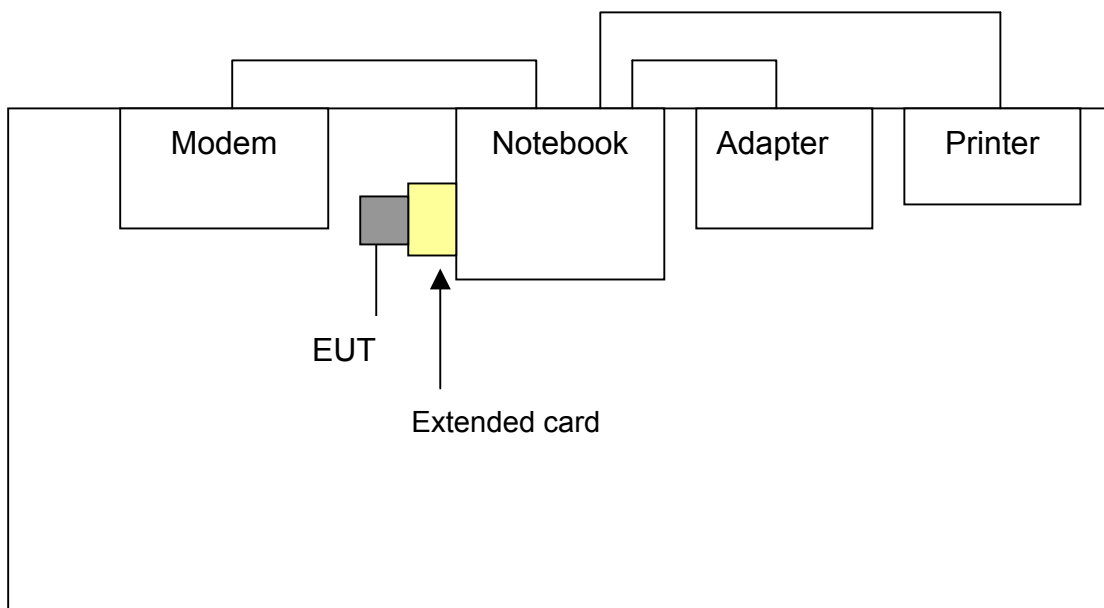 Modem
Notebook
Adapter
Printer
EUT
Extended card